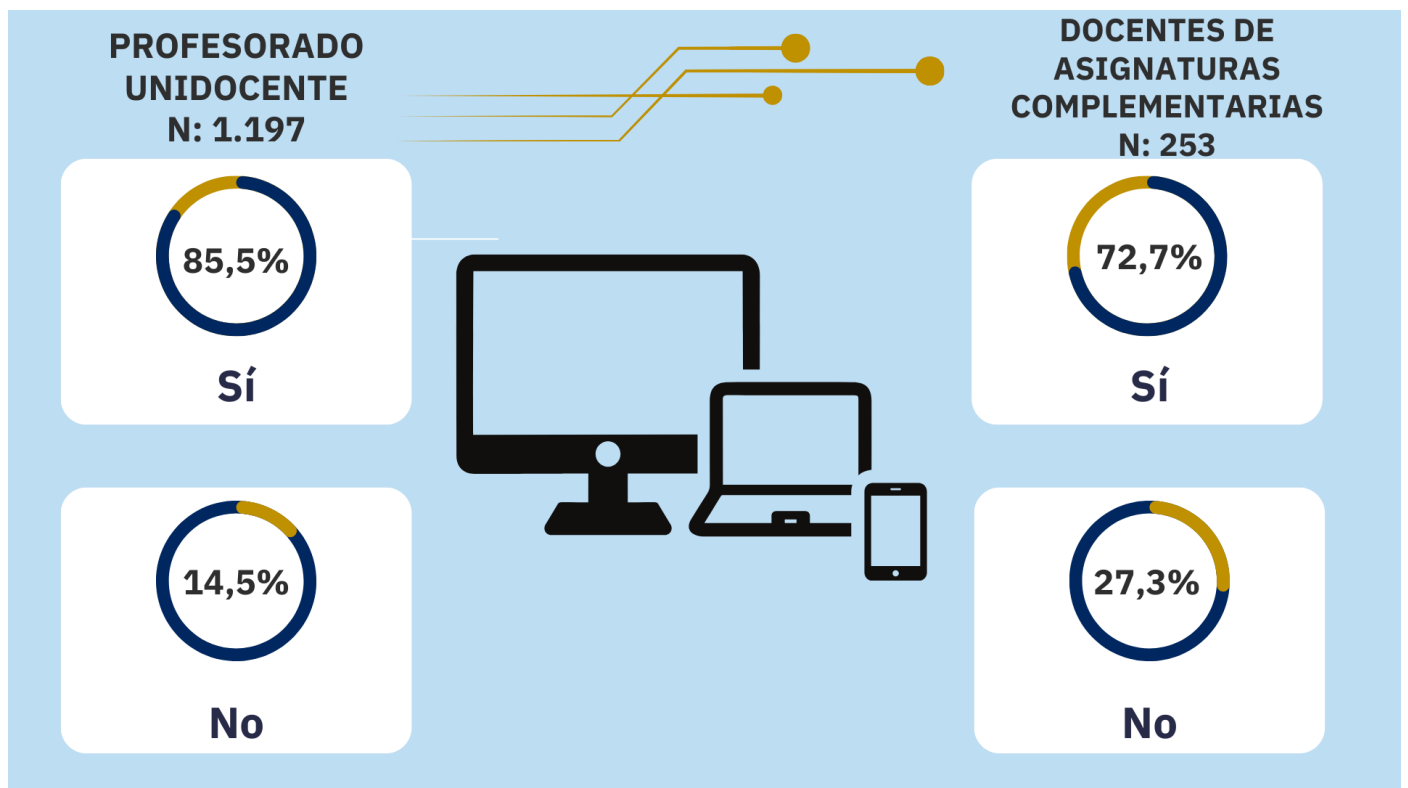 PROFESORADO
UNIDOCENTE
N: 1.197
85,5%
Sí
14,5%
No
DOCENTES DE
ASIGNATURAS
COMPLEMENTARIAS
N: 253
72,7%
Sí
27,3%
No